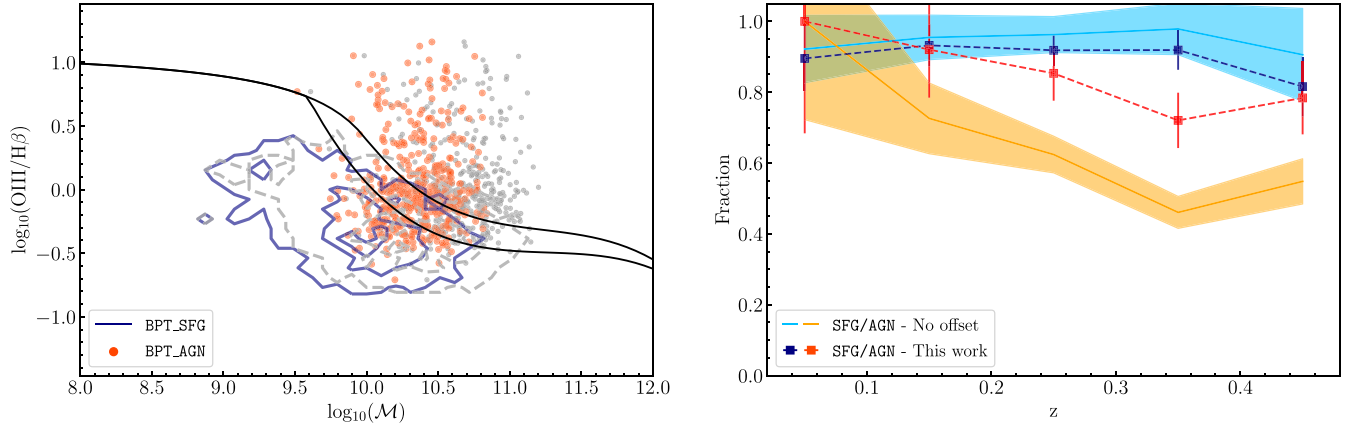 1.0
0.5
0.0
−0.5
−1.0
log₁₀(OIII/Hβ)
BPT_SFG
BPT_AGN
8.0 8.5 9.0 9.5 10.0 10.5 11.0 11.5 12.0
log₁₀(ℳ)
1.0
0.8
0.6
0.4
0.2
0.0
Fraction
SFG/AGN - No offset
SFG/AGN - This work
0.1 0.2 0.3 0.4
z